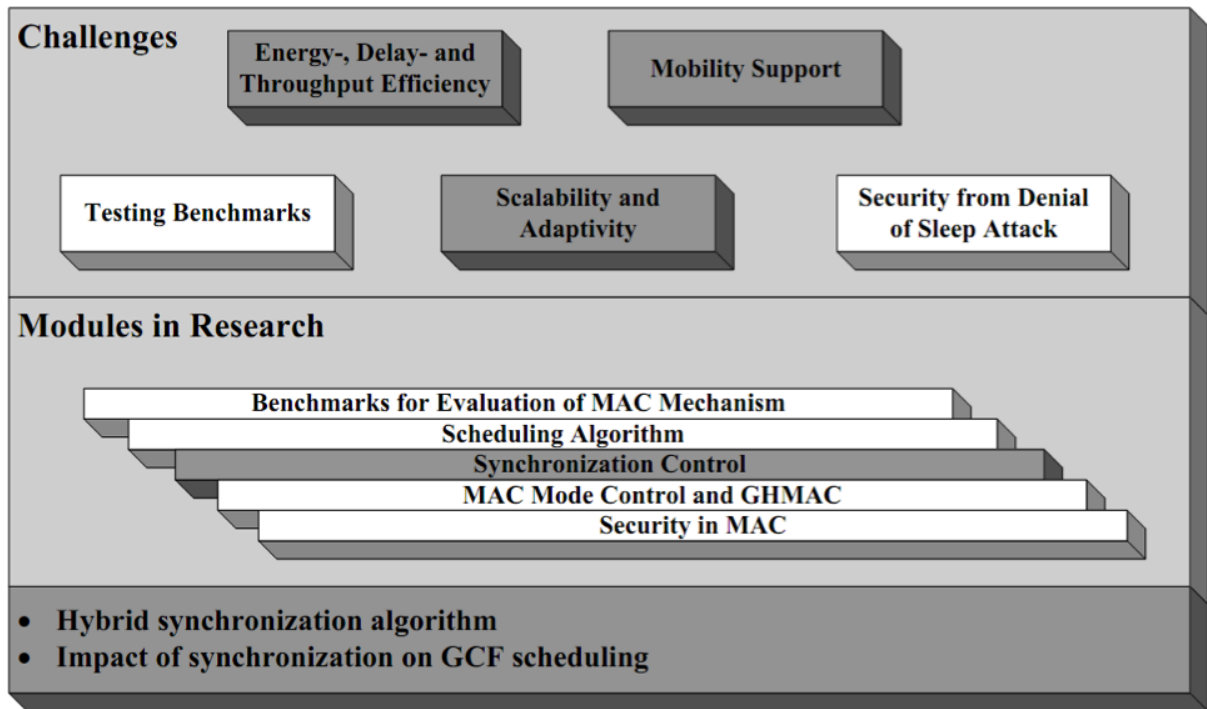 Challenges
Energy-, Delay- and
Throughput Efficiency
Mobility Support
Testing Benchmarks
Scalability and
Adaptivity
Security from Denial
of Sleep Attack
Modules in Research
Benchmarks for Evaluation of MAC Mechanism
Scheduling Algorithm
Synchronization Control
MAC Mode Control and GHMAC
Security in MAC
• Hybrid synchronization algorithm
• Impact of synchronization on GCF scheduling